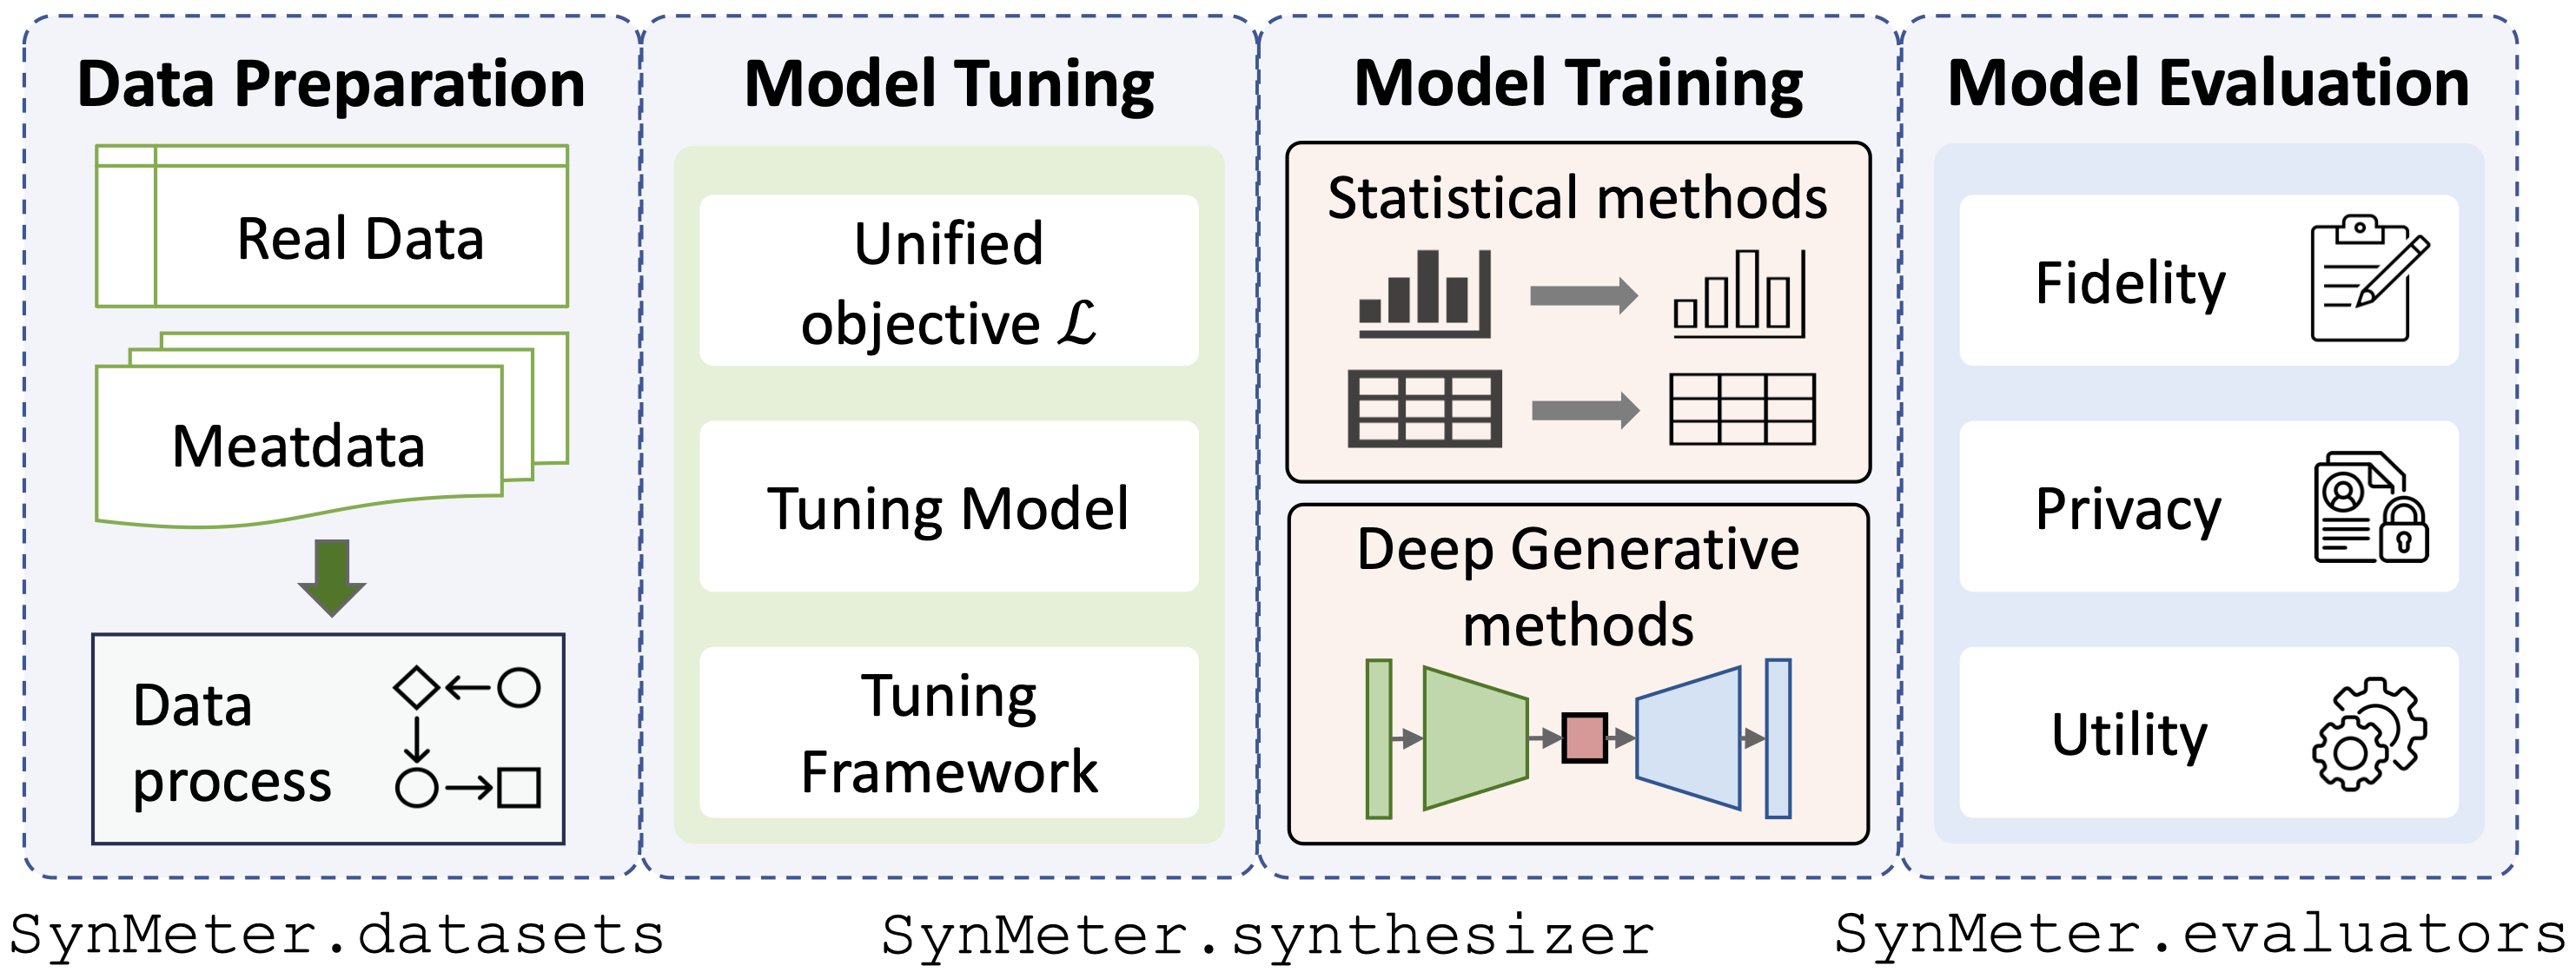 Data Preparation
Real Data
Meatdata
Data
process
Model Tuning
Unified
objective ℒ
Tuning Model
Tuning
Framework
Model Training
Statistical methods
Deep Generative
methods
Model Evaluation
Fidelity
Privacy
Utility
SynMeter.datasets
SynMeter.synthesizer
SynMeter.evaluators